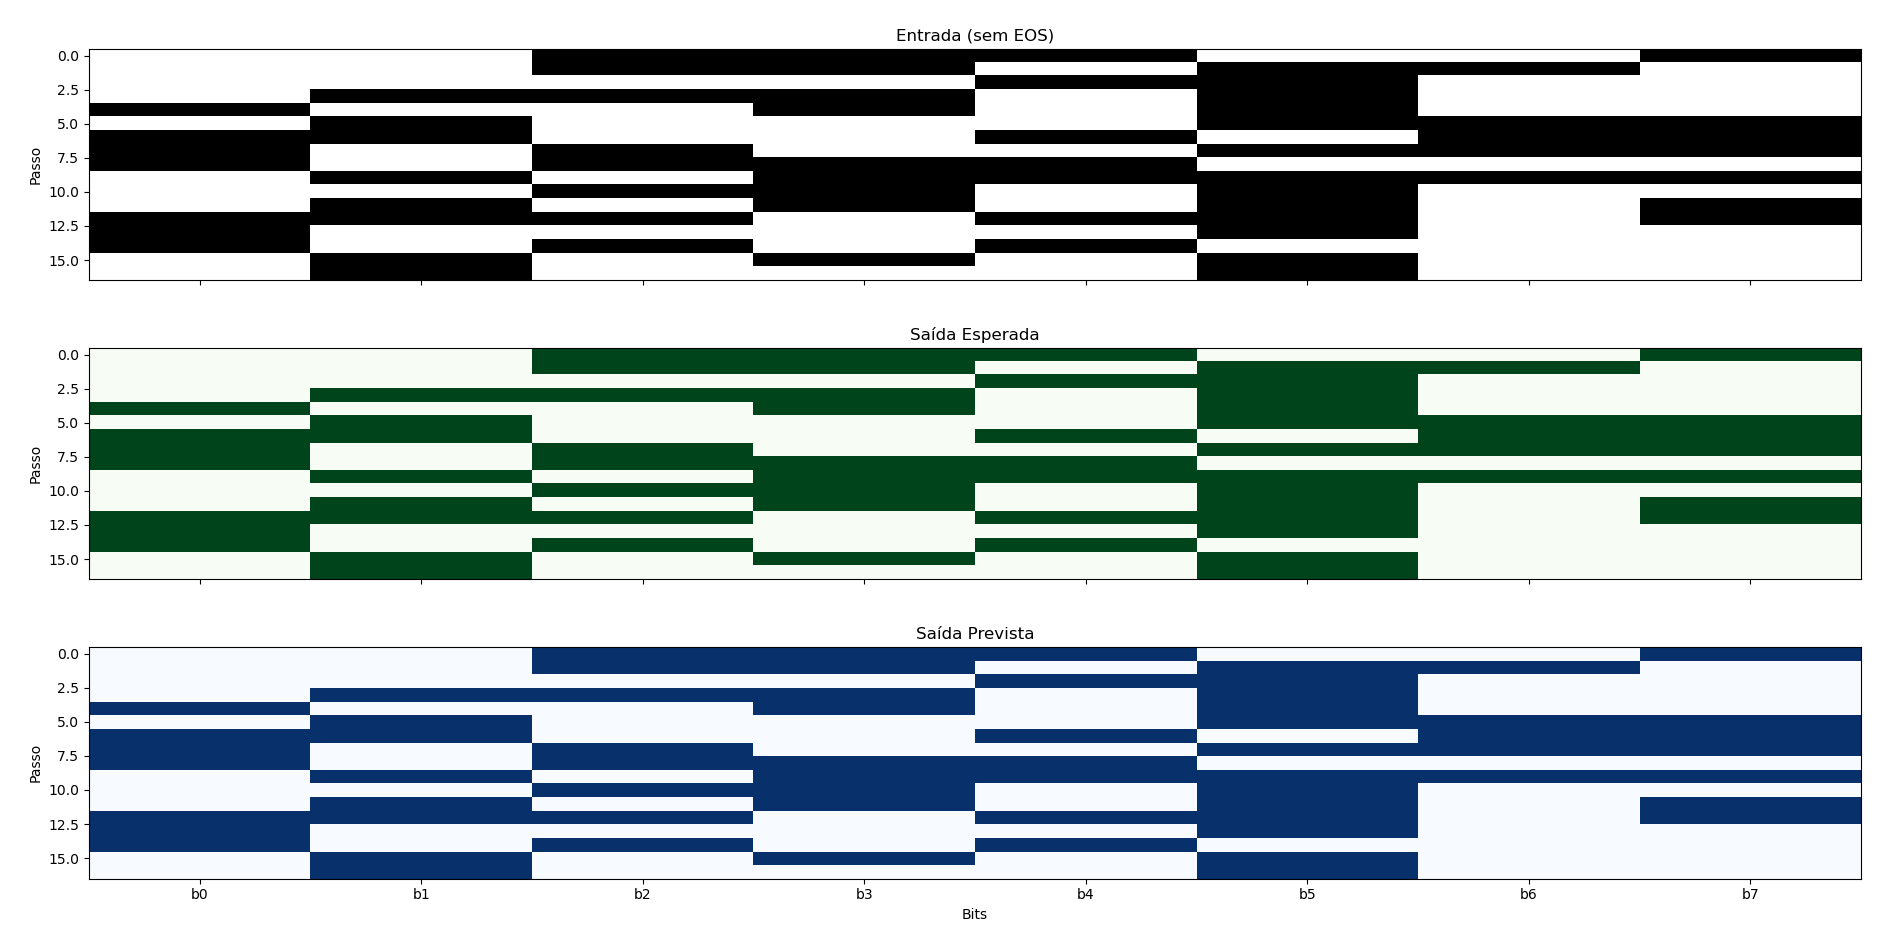 Entrada (sem EOS)
0.0
2.5
5.0
7.5
10.0
12.5
15.0
Passo
Saída Esperada
0.0
2.5
5.0
7.5
10.0
12.5
15.0
Passo
Saída Prevista
0.0
2.5
5.0
7.5
10.0
12.5
15.0
Passo
b0 b1 b2 b3 b4 b5 b6 b7
Bits